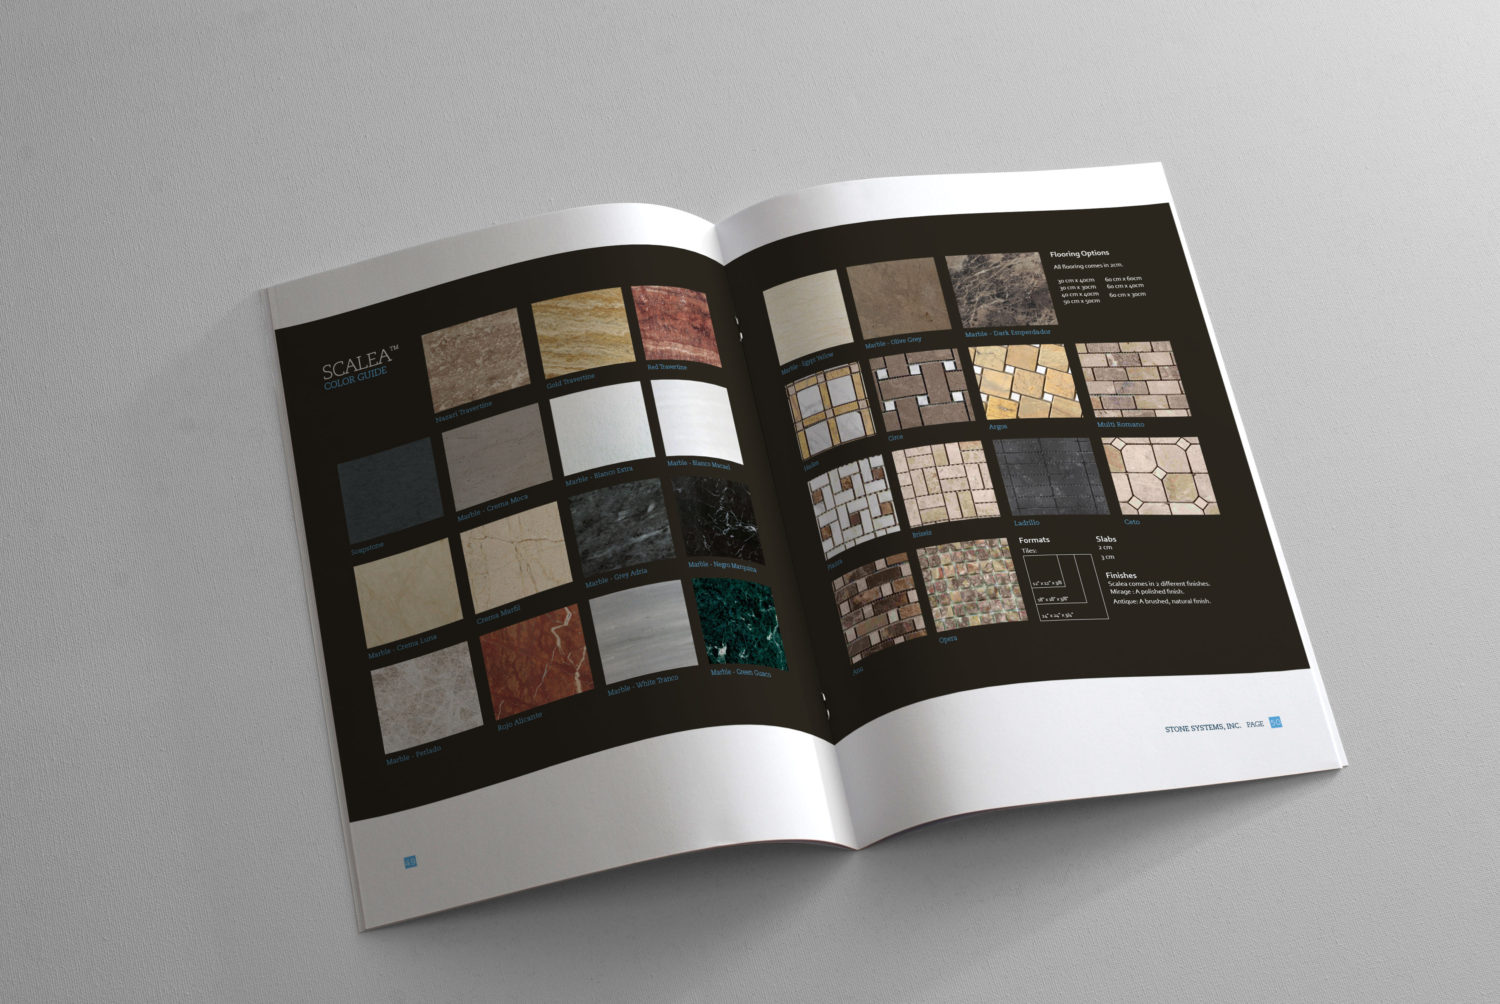 SCALEA™
COLOR GUIDE
Nazari Travertine
Gold Travertine
Red Travertine
Soapstone
Marble - Crema Moca
Marble - Blanco Extra
Marble - Blanco Macael
Marble - Crema Luna
Crema Marfil
Marble - Grey Adria
Marble - Negro Marquina
Marble - Perlado
Rojo Alicante
Marble - White Tranco
Marble - Green Guaco
49
Marble - Egypt Yellow
Marble - Olive Grey
Marble - Dark Emperador
Flooring Options
All flooring comes in 2cm.
30 cm x 40cm 60 cm x 60cm
30 cm x 30cm 60 cm x 40cm
40 cm x 40cm 60 cm x 30cm
50 cm x 50cm
Argos
Multi Romano
Briseis
Ladrillo
Ceto
Ana
Opera
Formats
Tiles:
12" x 12" x 3/8
18" x 18" x 3/8"
24" x 24" x 3/4"
Slabs
2 cm
3 cm
Finishes
Scalea comes in 2 different finishes.
Mirage : A polished finish.
Antique: A brushed, natural finish.
STONE SYSTEMS, INC. PAGE 50